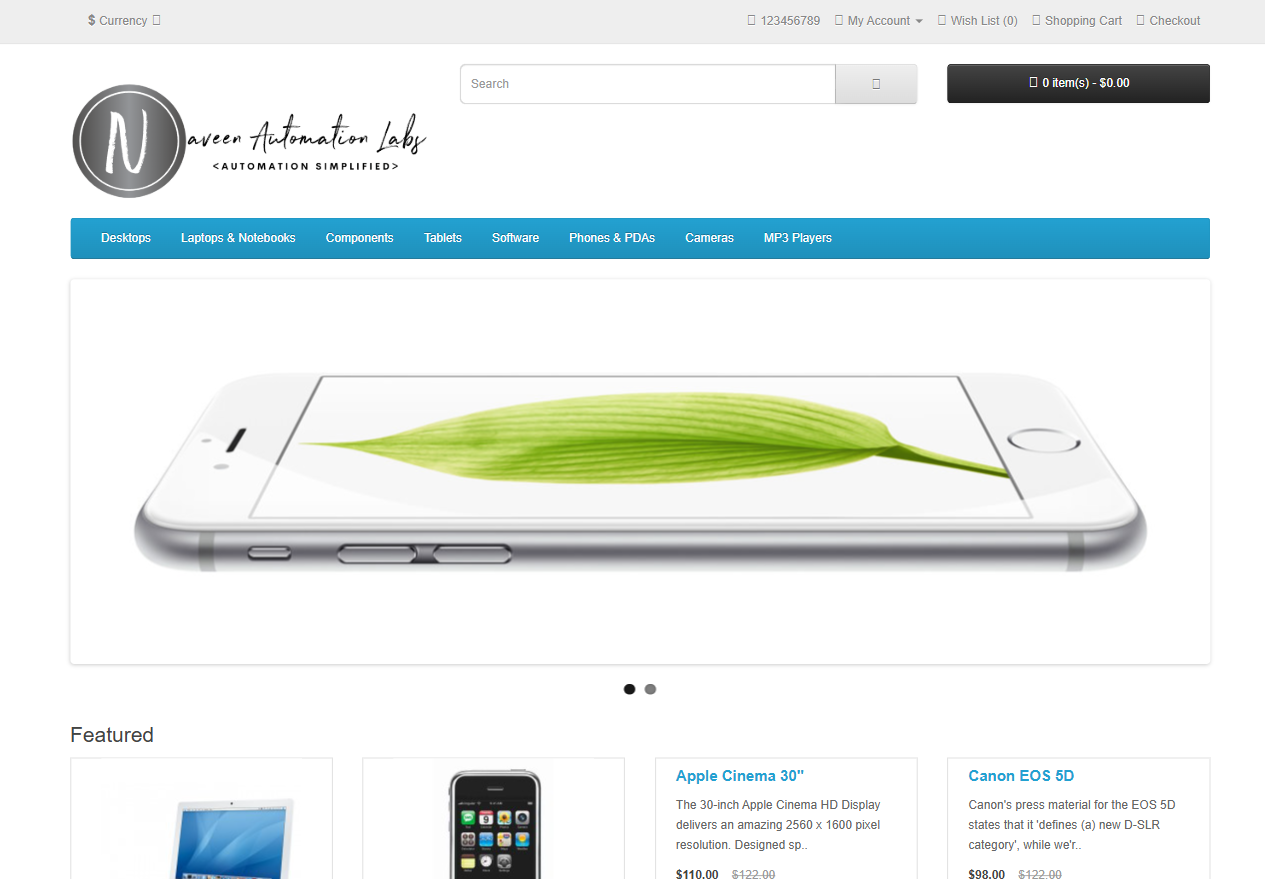 $ Currency
123456789 My Account Wish List (0) Shopping Cart Checkout
Search
0 item(s) - $0.00
N
aveen Automation Labs
<AUTOMATION SIMPLIFIED>
Desktops Laptops & Notebooks Components Tablets Software Phones & PDAs Cameras MP3 Players
Featured
Apple Cinema 30"
The 30-inch Apple Cinema HD Display
delivers an amazing 2560 x 1600 pixel
resolution. Designed sp..
$110.00 $122.00
Canon EOS 5D
Canon's press material for the EOS 5D
states that it 'defines (a) new D-SLR
category', while we'r..
$98.00 $122.00